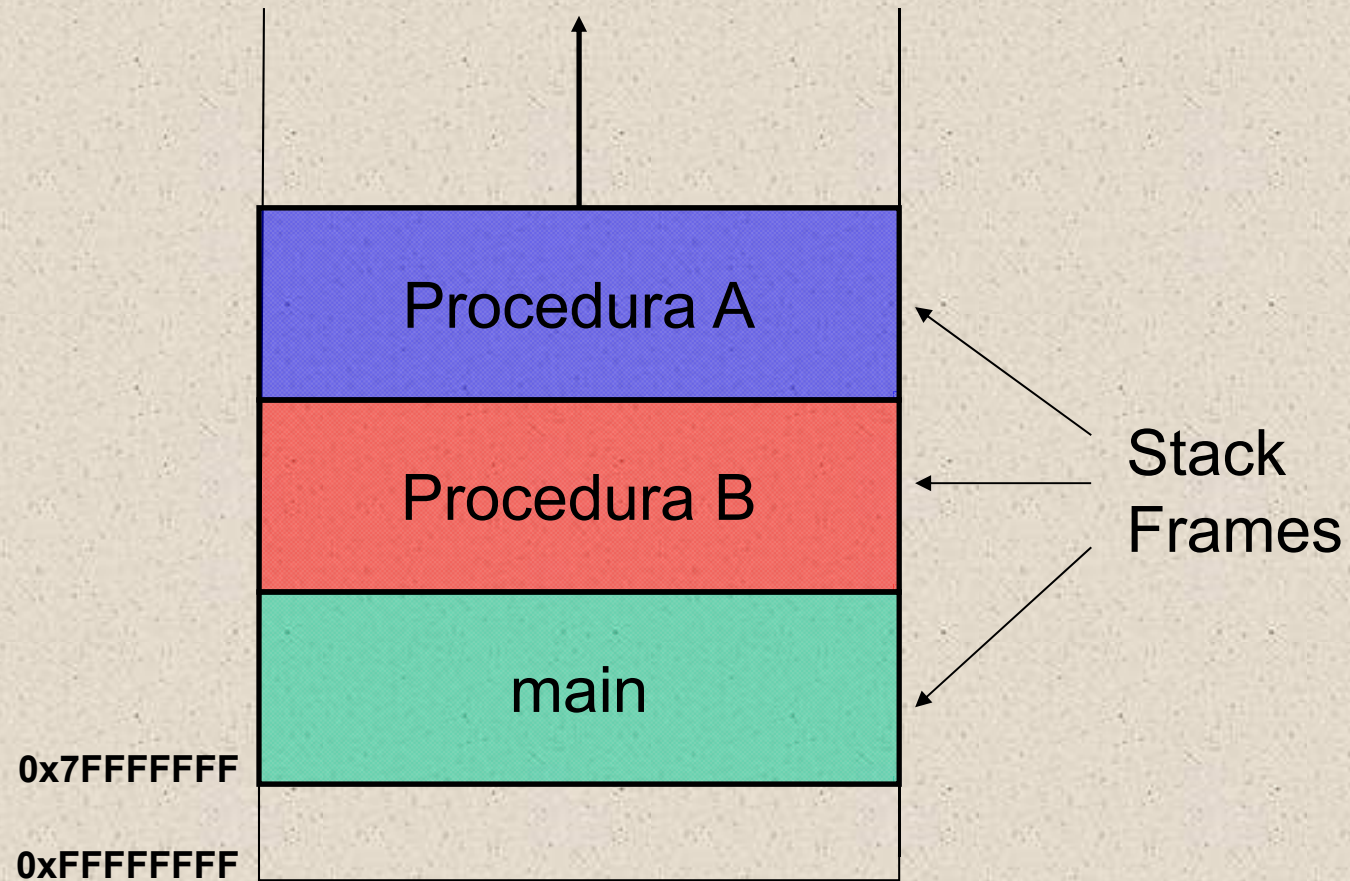 Procedura A
Procedura B
main
Stack
Frames
0x7FFFFFFF
0xFFFFFFFF